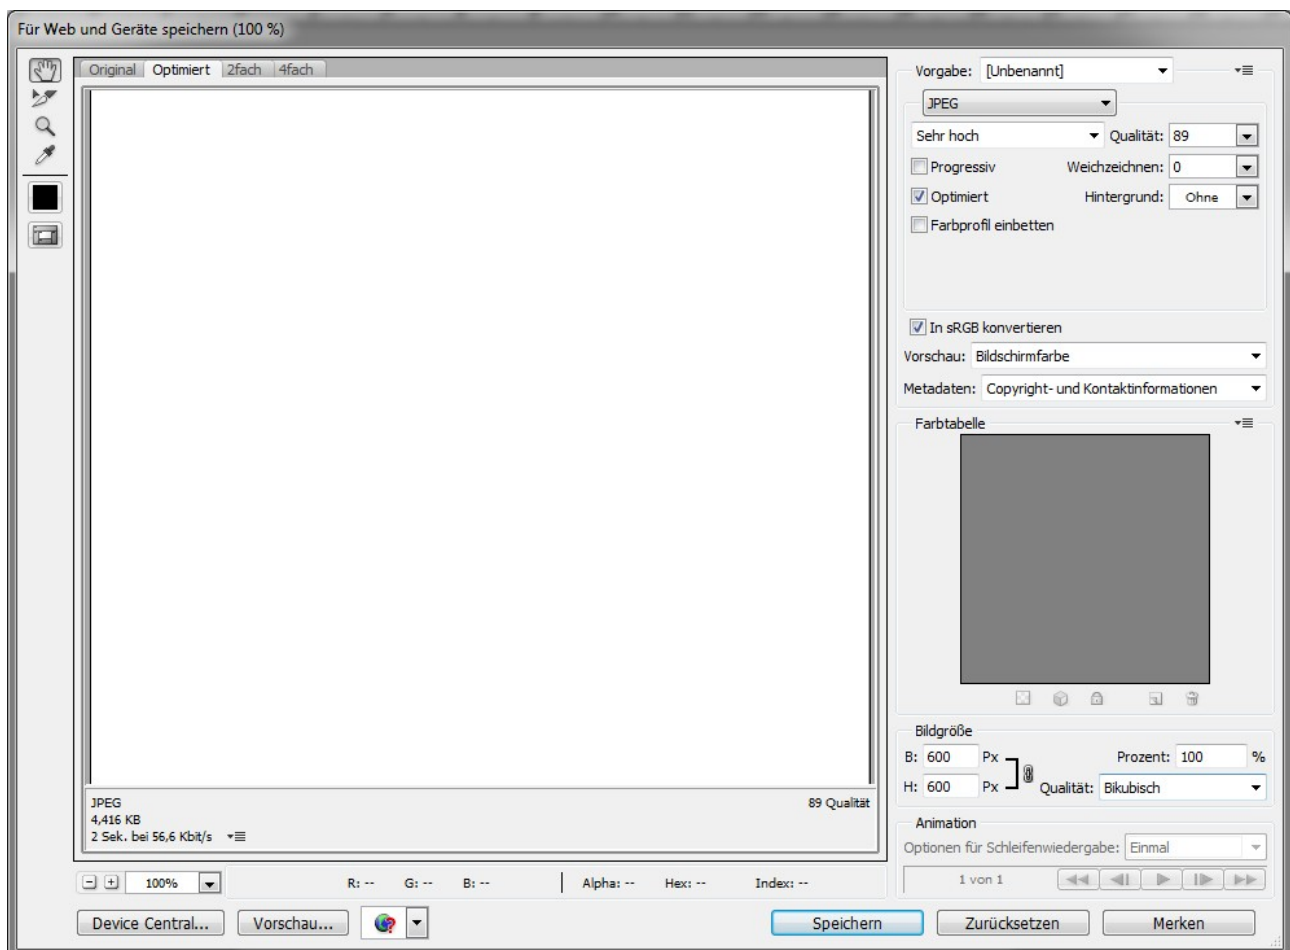 Für Web und Geräte speichern (100 %)
Original Optimiert 2fach 4fach
Vorgabe: [Unbenannt]
JPEG
Sehr hoch Qualität: 89
Progressiv Weichzeichnen: 0
Optimiert Hintergrund: Ohne
Farbprofil einbetten
In sRGB konvertieren
Vorschau: Bildschirmfarbe
Metadaten: Copyright- und Kontaktinformationen
Farbtabelle
Bildgröße
B: 600 Px Prozent: 100 %
H: 600 Px Qualität: Bikubisch
JPEG 89 Qualität
4,416 KB
2 Sek. bei 56,6 Kbit/s
Animation
Optionen für Schleifenwiedergabe: Einmal
1 von 1
100% R: -- G: -- B: -- Alpha: -- Hex: -- Index: --
Device Central... Vorschau... Speichern Zurücksetzen Merken